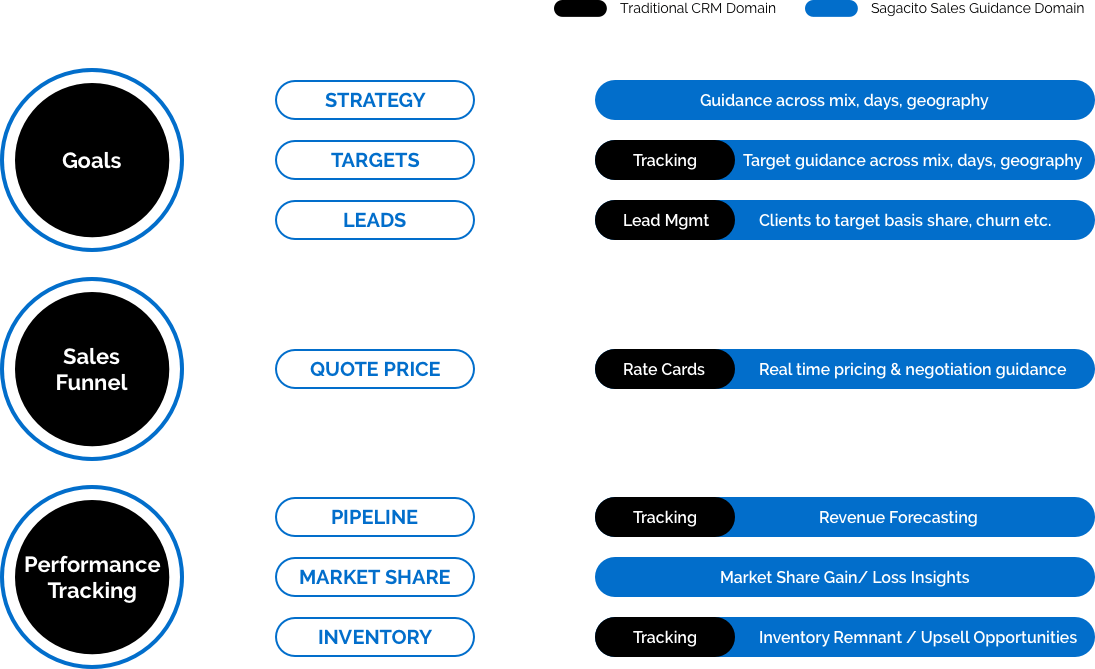 Traditional CRM Domain
Sagacito Sales Guidance Domain
Goals
STRATEGY
Guidance across mix, days, geography
TARGETS
Tracking
Target guidance across mix, days, geography
LEADS
Lead Mgmt
Clients to target basis share, churn etc.
Sales
Funnel
QUOTE PRICE
Rate Cards
Real time pricing & negotiation guidance
Performance
Tracking
PIPELINE
Tracking
Revenue Forecasting
MARKET SHARE
Market Share Gain/ Loss Insights
INVENTORY
Tracking
Inventory Remnant / Upsell Opportunities